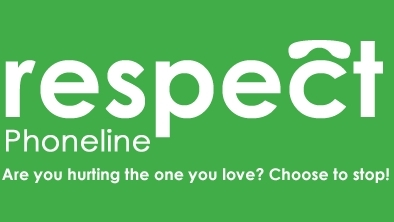 respect
Phoneline
Are you hurting the one you love? Choose to stop!